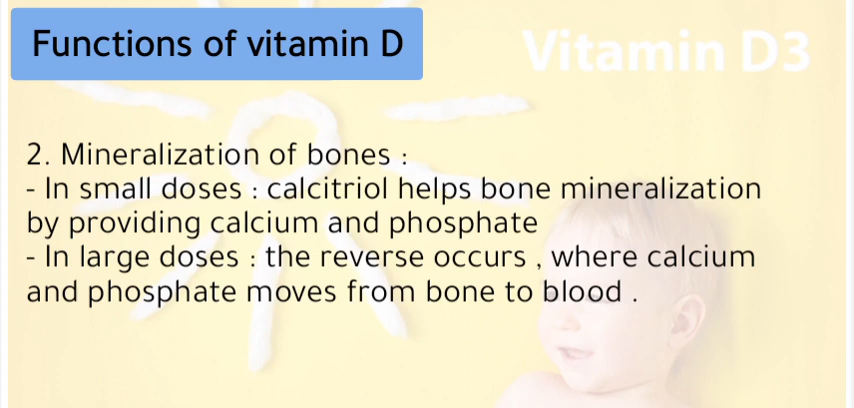 Functions of vitamin D
Vitamin D3
2. Mineralization of bones :
- In small doses : calcitriol helps bone mineralization
by providing calcium and phosphate
- In large doses : the reverse occurs , where calcium
and phosphate moves from bone to blood .